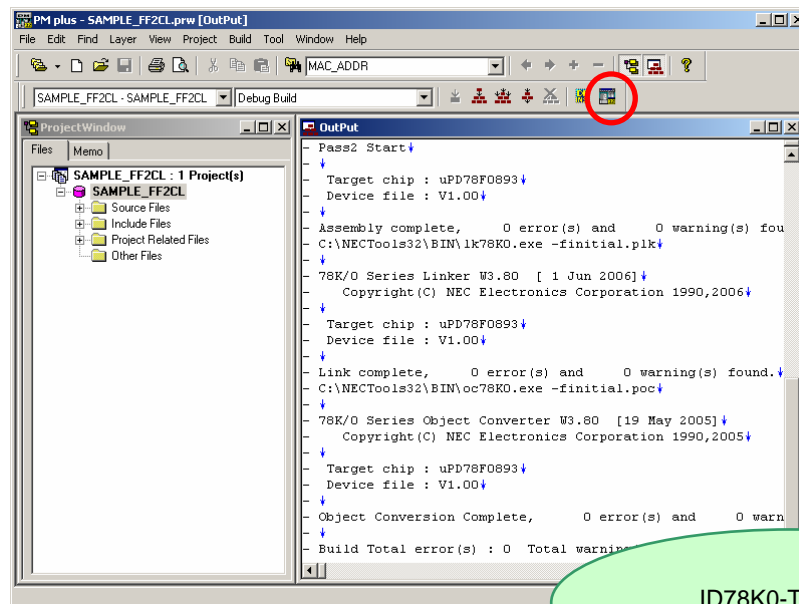 PM plus - SAMPLE_FF2CL.prw [OutPut]
File Edit Find Layer View Project Build Tool Window Help
MAC_ADDR
SAMPLE_FF2CL - SAMPLE_FF2CL Debug Build
ProjectWindow
Files Memo
SAMPLE_FF2CL : 1 Project(s)
SAMPLE_FF2CL
Source Files
Include Files
Project Related Files
Other Files
OutPut
- Pass2 Start↓
- ↓
- Target chip : uPD78F0893↓
- Device file : V1.00↓
- ↓
- Assembly complete, 0 error(s) and 0 warning(s) fou
- C:\NECTools32\BIN\lk78K0.exe -finitial.plk↓
- ↓
- 78K/0 Series Linker W3.80 [ 1 Jun 2006]↓
- Copyright(C) NEC Electronics Corporation 1990,2006↓
- ↓
- Target chip : uPD78F0893↓
- Device file : V1.00↓
- ↓
- Link complete, 0 error(s) and 0 warning(s) found.↓
- C:\NECTools32\BIN\oc78K0.exe -finitial.poc↓
- ↓
- 78K/0 Series Object Converter W3.80 [19 May 2005]↓
- Copyright(C) NEC Electronics Corporation 1990,2005↓
- ↓
- Target chip : uPD78F0893↓
- Device file : V1.00↓
- ↓
- Object Conversion Complete, 0 error(s) and 0 warn
- ↓
- Build Total error(s) : 0 Total warning
ID78K0-T